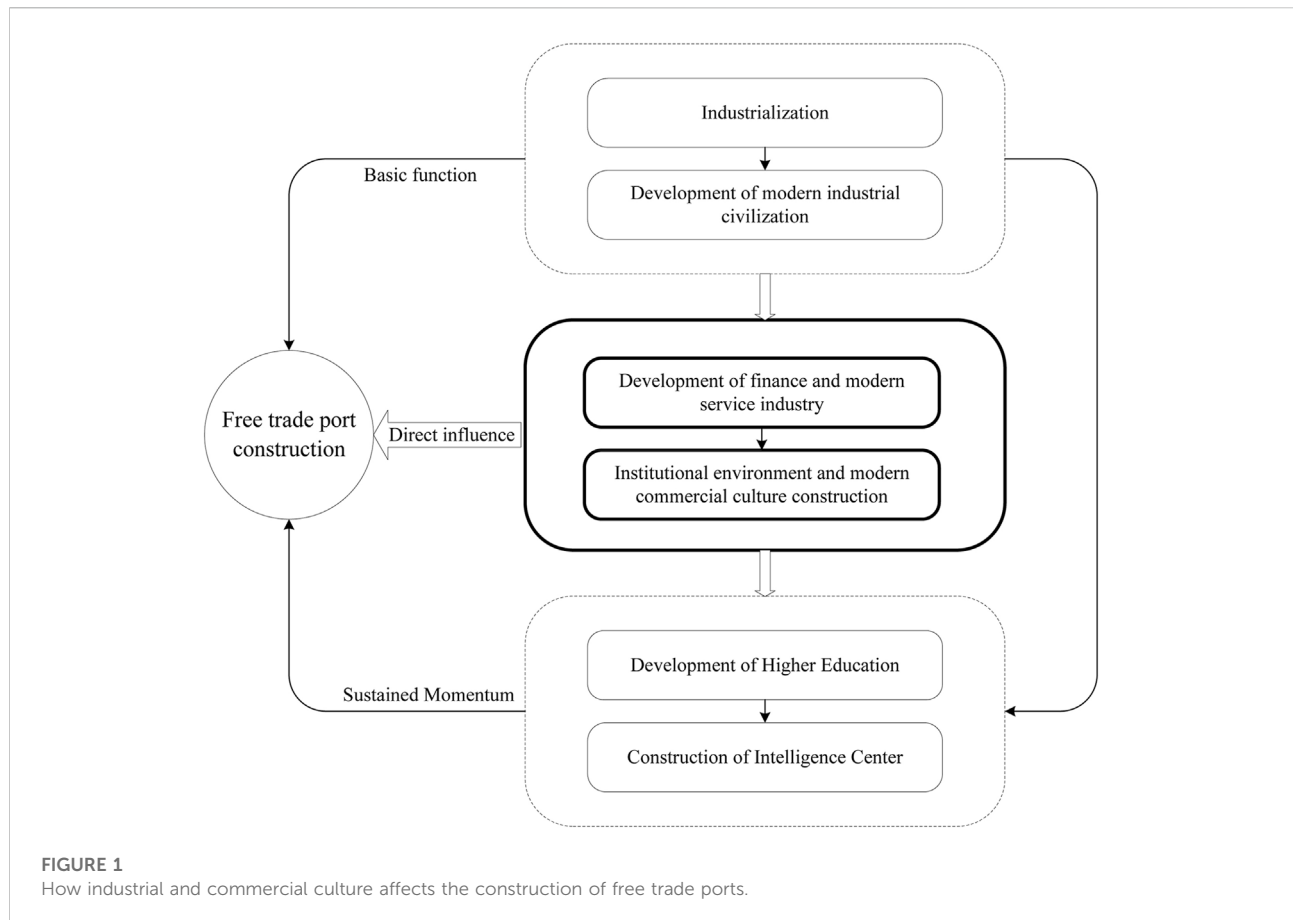 Industrialization
Basic function
Development of modern industrial
civilization
Development of finance and modern
service industry
Free trade port
construction
Direct influence
Institutional environment and modern
commercial culture construction
Development of Higher Education
Sustained Momentum
Construction of Intelligence Center
FIGURE 1
How industrial and commercial culture affects the construction of free trade ports.